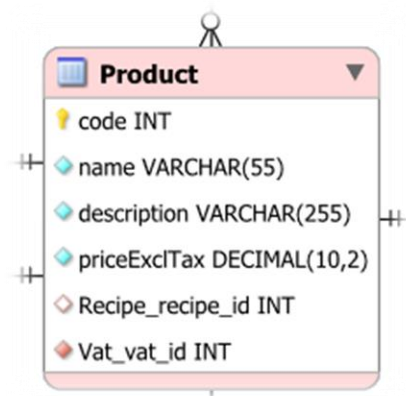 Product
code INT
name VARCHAR(55)
description VARCHAR(255)
priceExclTax DECIMAL(10,2)
Recipe_recipe_id INT
Vat_vat_id INT